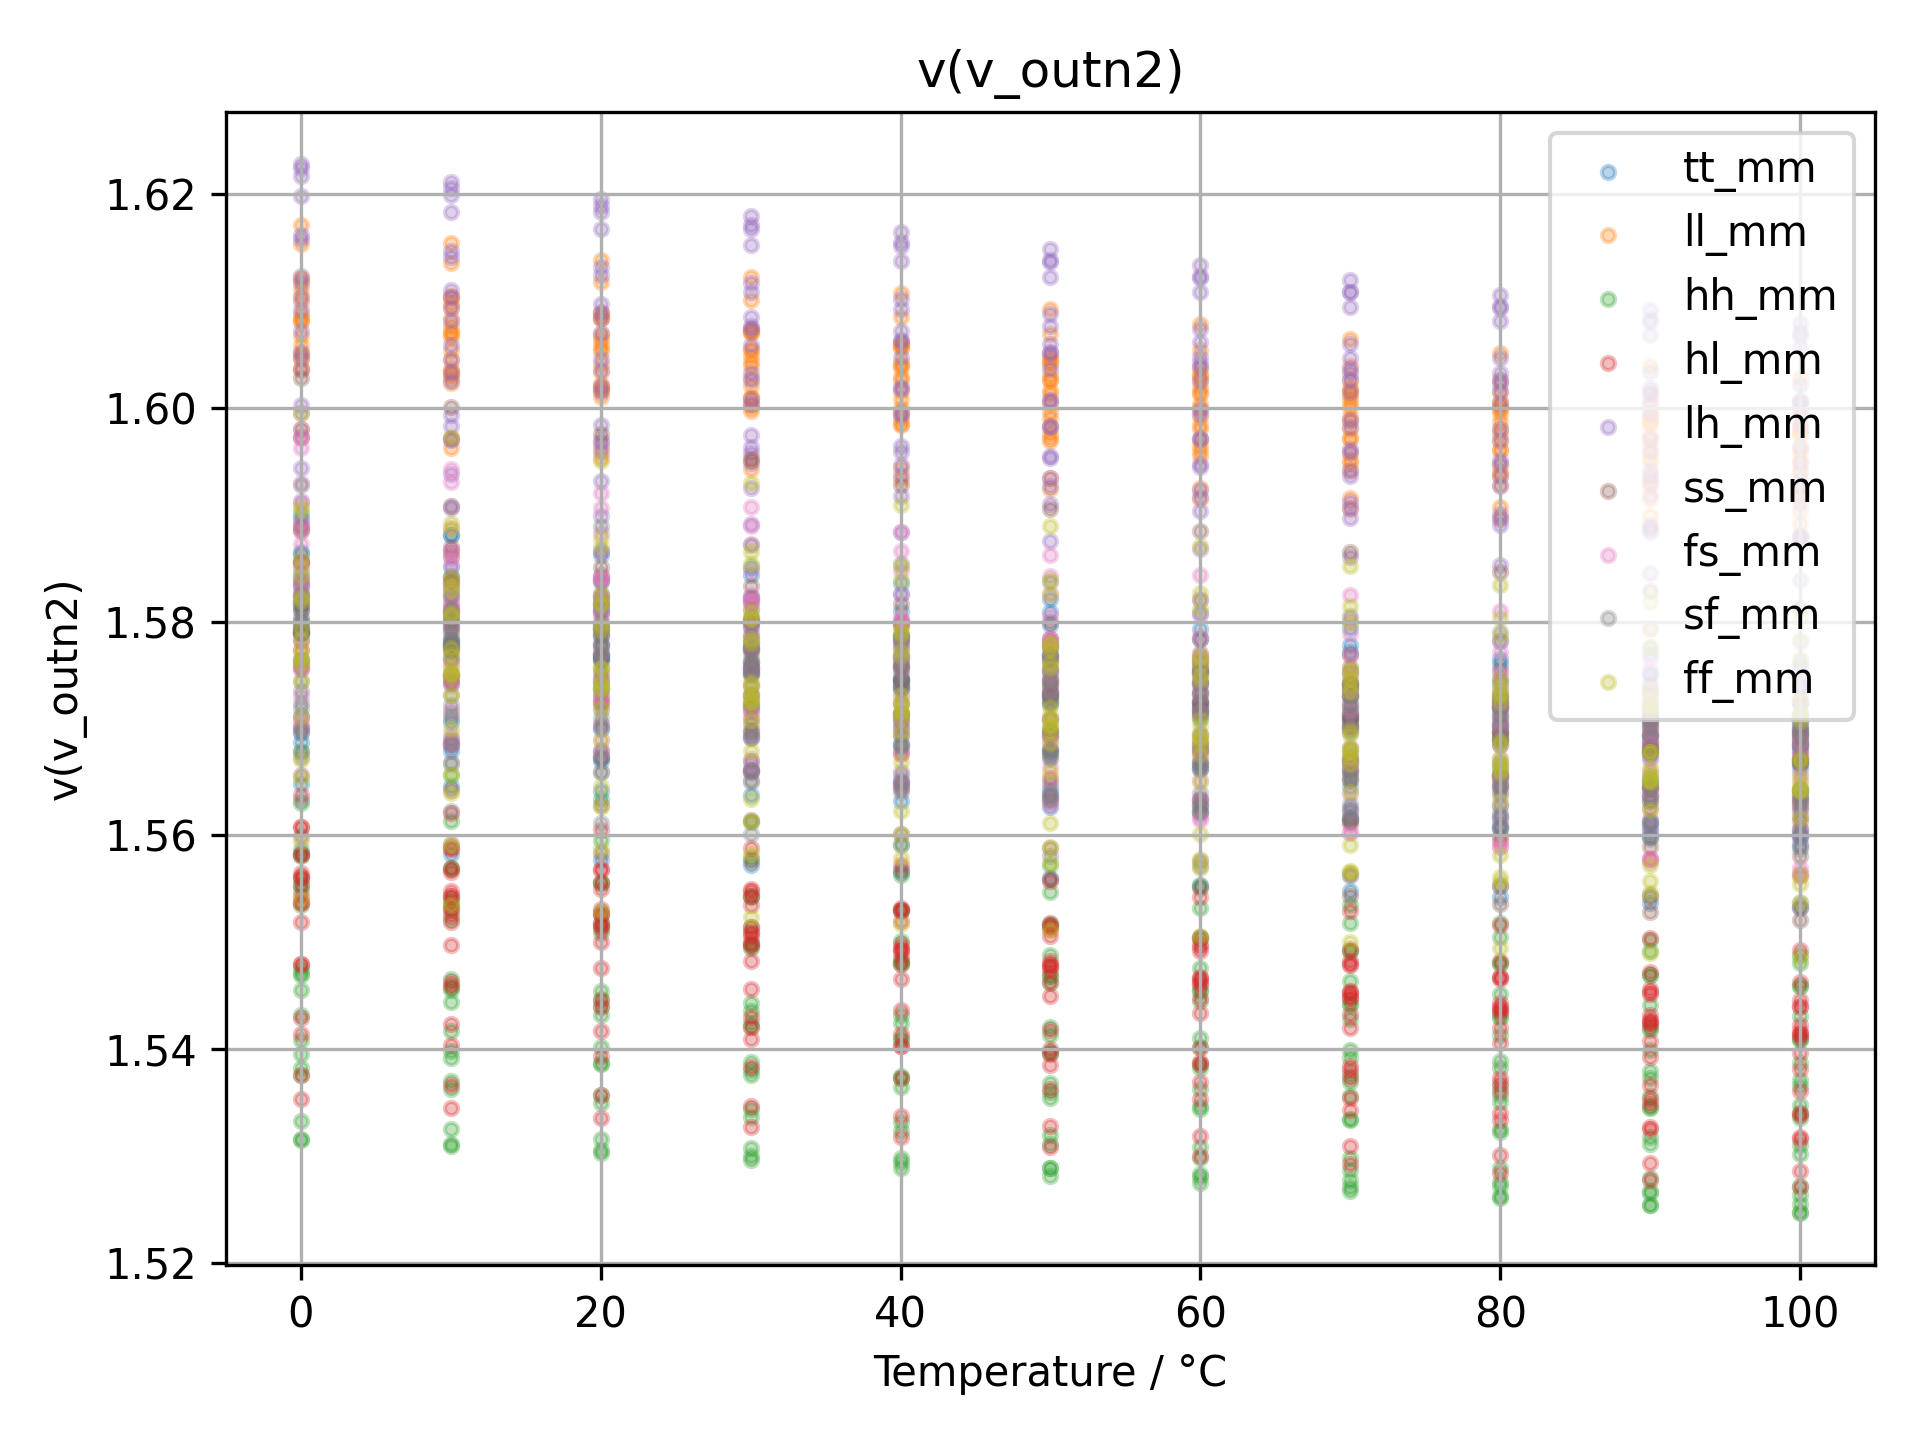 v(v_outn2)
v(v_outn2)
1.62
1.60
1.58
1.56
1.54
1.52
tt_mm
ll_mm
hh_mm
hl_mm
lh_mm
ss_mm
fs_mm
sf_mm
ff_mm
0
20
40
60
80
100
Temperature / °C